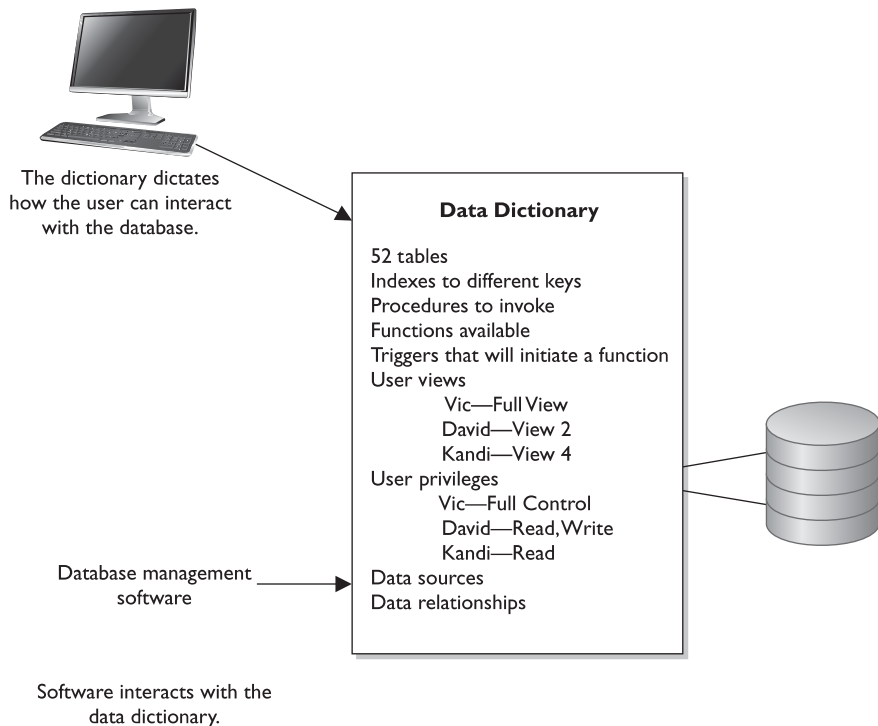 The dictionary dictates
how the user can interact
with the database.
Data Dictionary
52 tables
Indexes to different keys
Procedures to invoke
Functions available
Triggers that will initiate a function
User views
Vic—Full View
David—View 2
Kandi—View 4
User privileges
Vic—Full Control
David—Read, Write
Kandi—Read
Data sources
Data relationships
Database management
software
Software interacts with the
data dictionary.